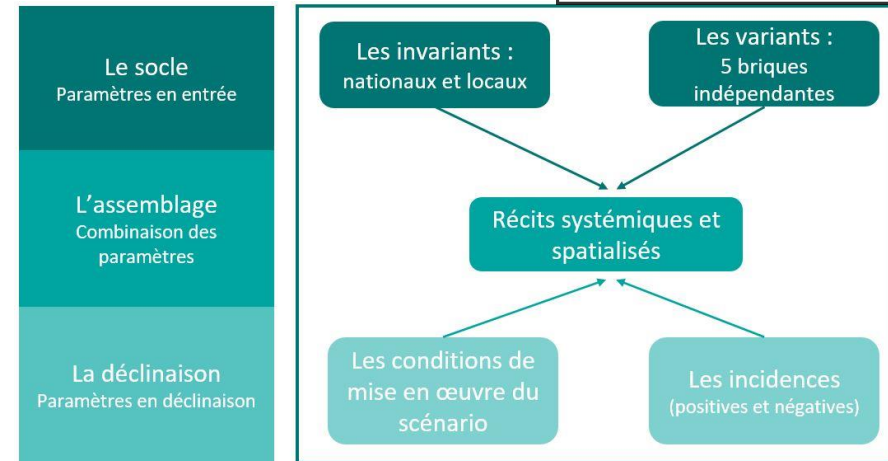 Le socle
Paramètres en entrée
Les invariants :
nationaux et locaux
Les variants :
5 briques
indépendantes
L'assemblage
Combinaison des
paramètres
Récits systémiques et
spatialisés
La déclinaison
Paramètres en déclinaison
Les conditions de
mise en œuvre du
scénario
Les incidences
(positives et négatives)